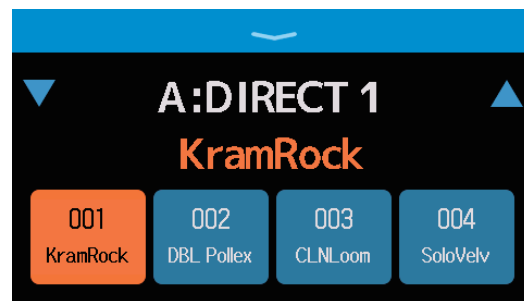 A:DIRECT 1
KramRock
001 002 003 004
KramRock DBL Pollex CLNLoom SoloVelv